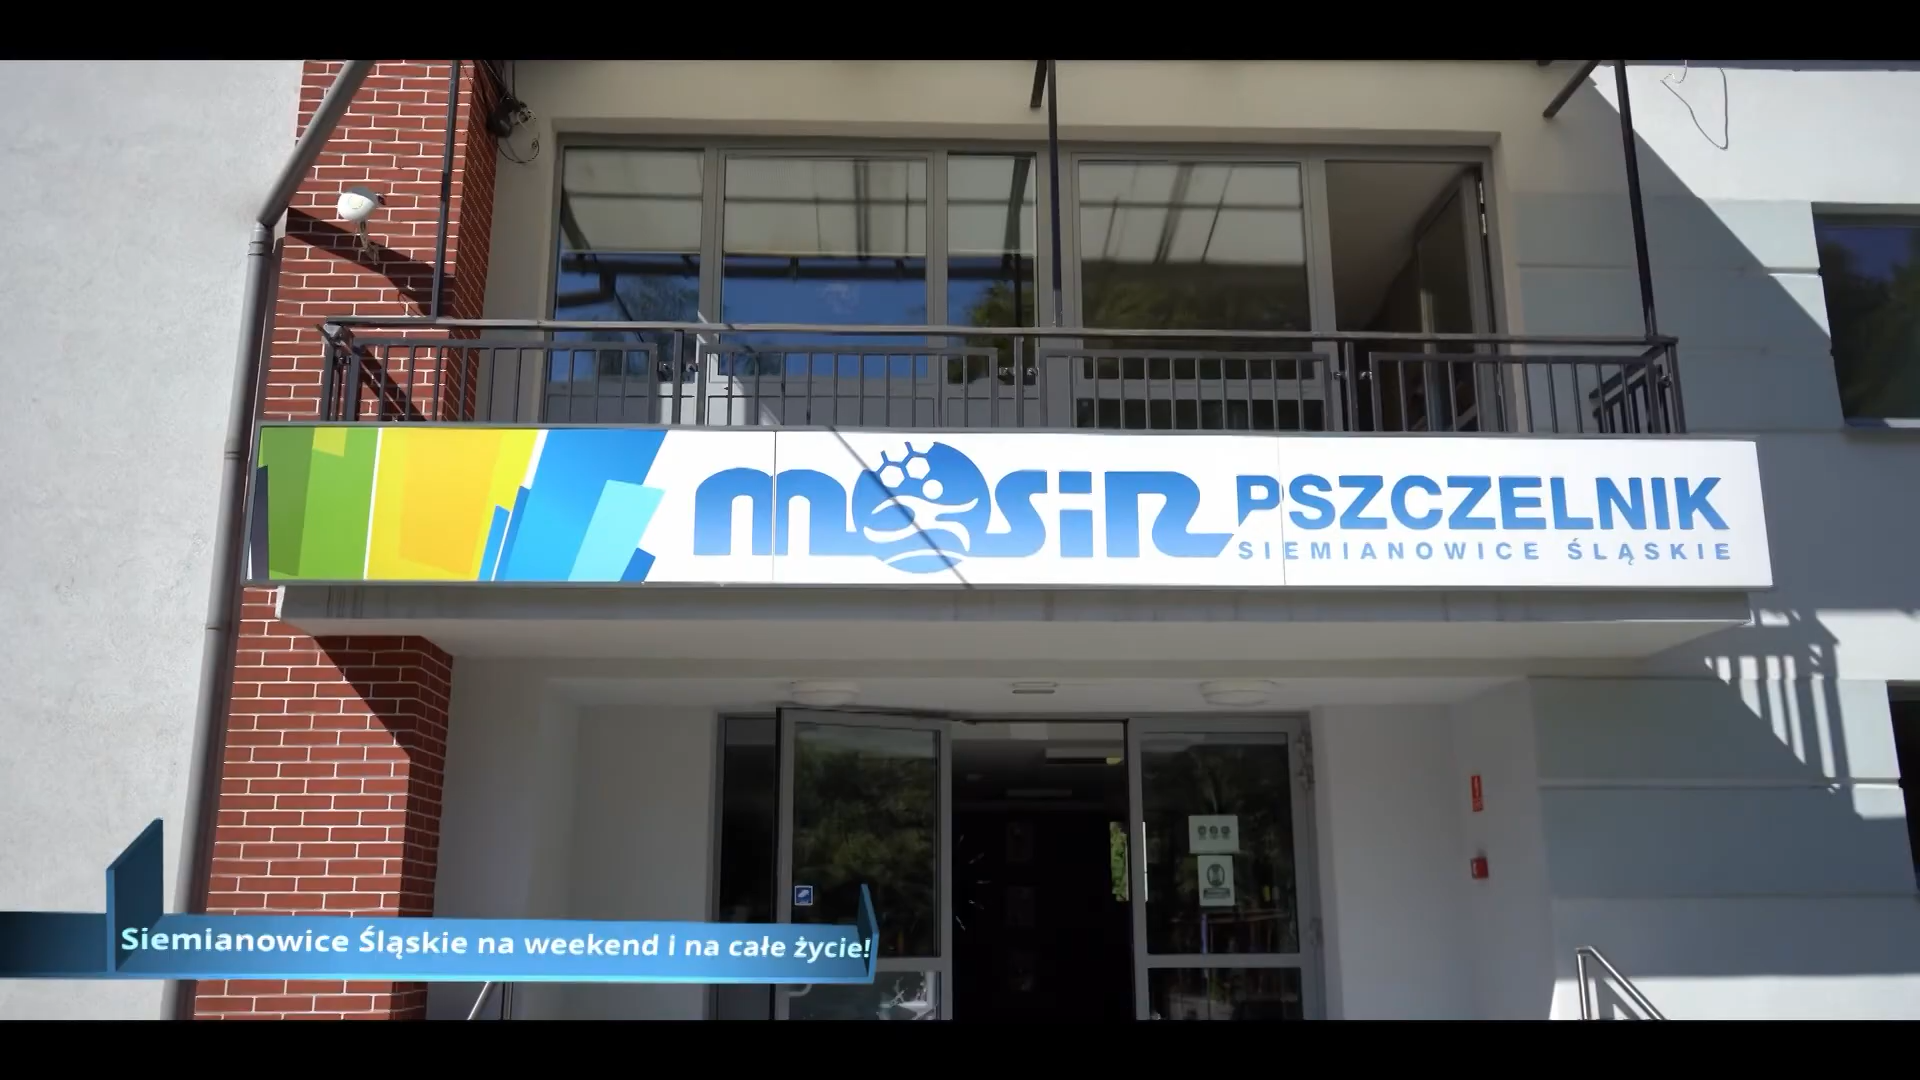 MOSiR PSZCZELNIK
SIEMIANOWICE ŚLĄSKIE
Siemianowice Śląskie na weekend i na całe życie!